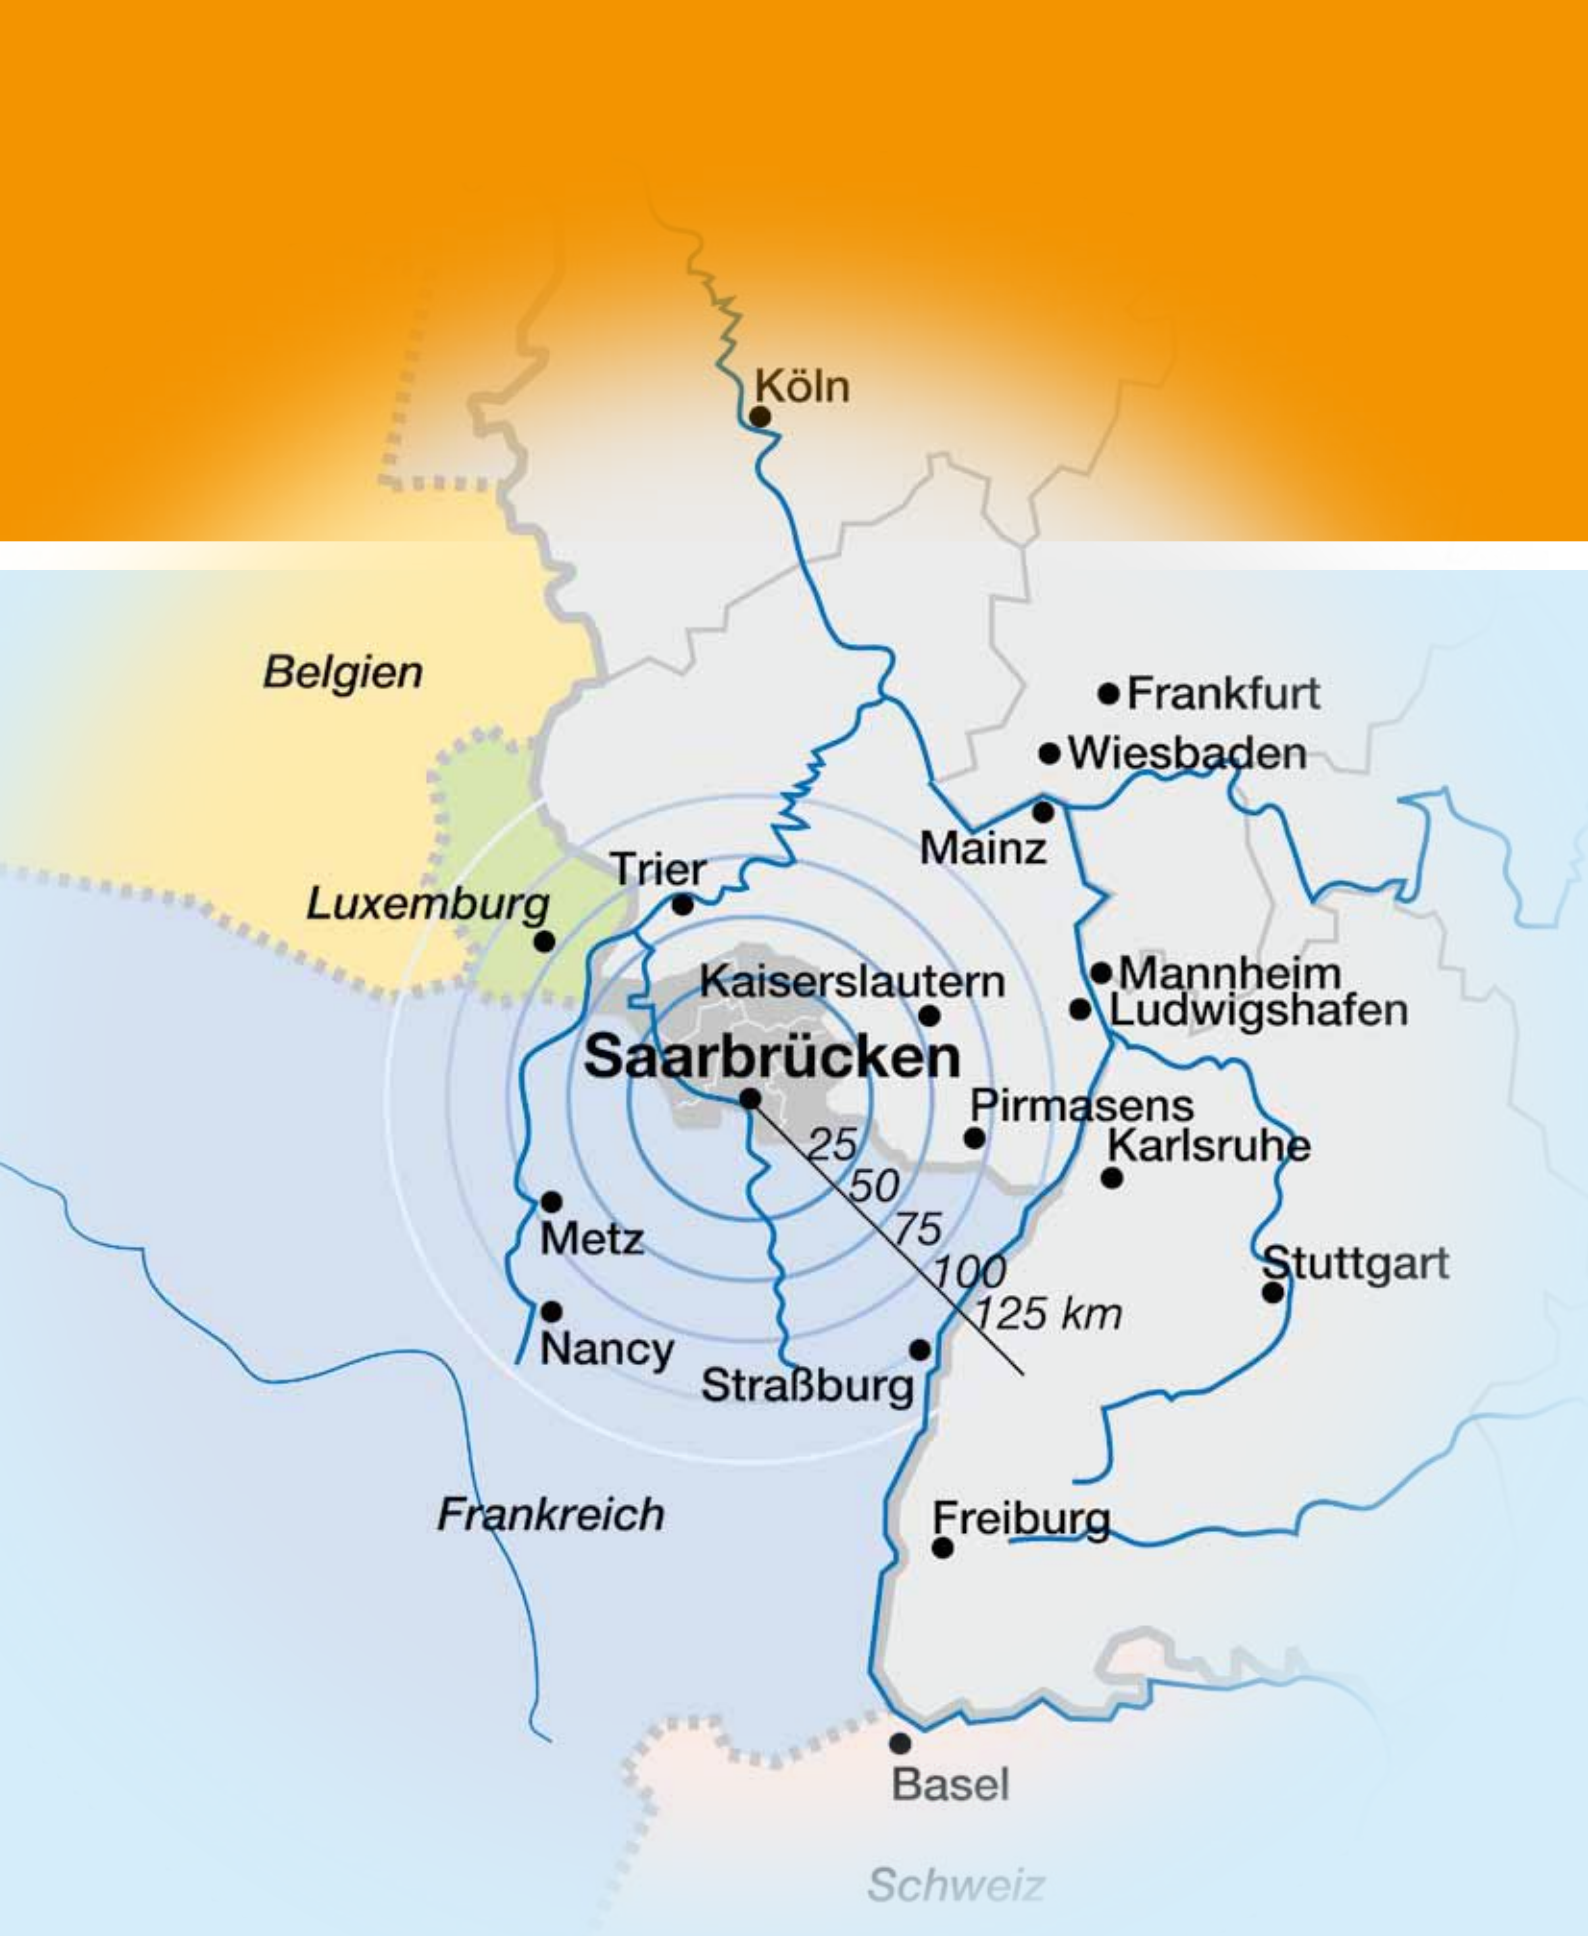 Köln
Belgien
Frankfurt
Wiesbaden
Mainz
Trier
Luxemburg
Kaiserslautern
Mannheim
Ludwigshafen
Saarbrücken
Pirmasens
Karlsruhe
25
50
75
100
125 km
Metz
Stuttgart
Nancy
Straßburg
Frankreich
Freiburg
Basel
Schweiz